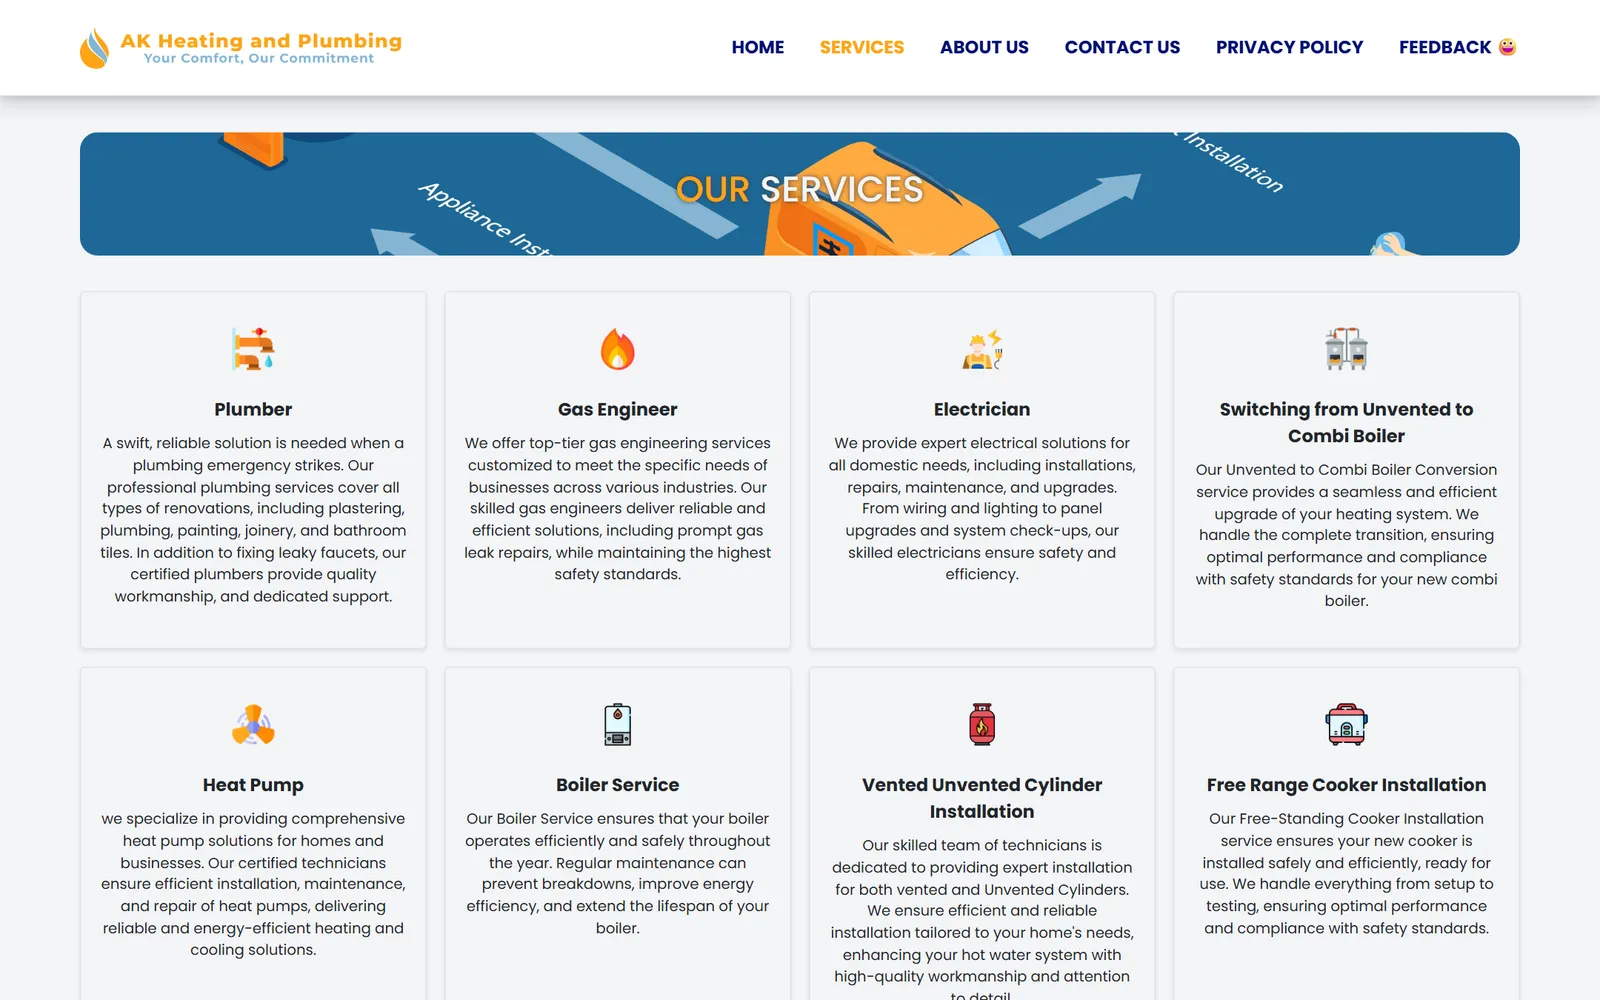 AK Heating and Plumbing
Your Comfort, Our Commitment
HOME SERVICES ABOUT US CONTACT US PRIVACY POLICY FEEDBACK
Appliance Inst
Installation
OUR SERVICES
Plumber
A swift, reliable solution is needed when a
plumbing emergency strikes. Our
professional plumbing services cover all
types of renovations, including plastering,
plumbing, painting, joinery, and bathroom
tiles. In addition to fixing leaky faucets, our
certified plumbers provide quality
workmanship, and dedicated support.
Gas Engineer
We offer top-tier gas engineering services
customized to meet the specific needs of
businesses across various industries. Our
skilled gas engineers deliver reliable and
efficient solutions, including prompt gas
leak repairs, while maintaining the highest
safety standards.
Electrician
We provide expert electrical solutions for
all domestic needs, including installations,
repairs, maintenance, and upgrades.
From wiring and lighting to panel
upgrades and system check-ups, our
skilled electricians ensure safety and
efficiency.
Switching from Unvented to
Combi Boiler
Our Unvented to Combi Boiler Conversion
service provides a seamless and efficient
upgrade of your heating system. We
handle the complete transition, ensuring
optimal performance and compliance
with safety standards for your new combi
boiler.
Heat Pump
we specialize in providing comprehensive
heat pump solutions for homes and
businesses. Our certified technicians
ensure efficient installation, maintenance,
and repair of heat pumps, delivering
reliable and energy-efficient heating and
cooling solutions.
Boiler Service
Our Boiler Service ensures that your boiler
operates efficiently and safely throughout
the year. Regular maintenance can
prevent breakdowns, improve energy
efficiency, and extend the lifespan of your
boiler.
Vented Unvented Cylinder
Installation
Our skilled team of technicians is
dedicated to providing expert installation
for both vented and Unvented Cylinders.
We ensure efficient and reliable
installation tailored to your home's needs,
enhancing your hot water system with
high-quality workmanship and attention
to detail
Free Range Cooker Installation
Our Free-Standing Cooker Installation
service ensures your new cooker is
installed safely and efficiently, ready for
use. We handle everything from setup to
testing, ensuring optimal performance
and compliance with safety standards.